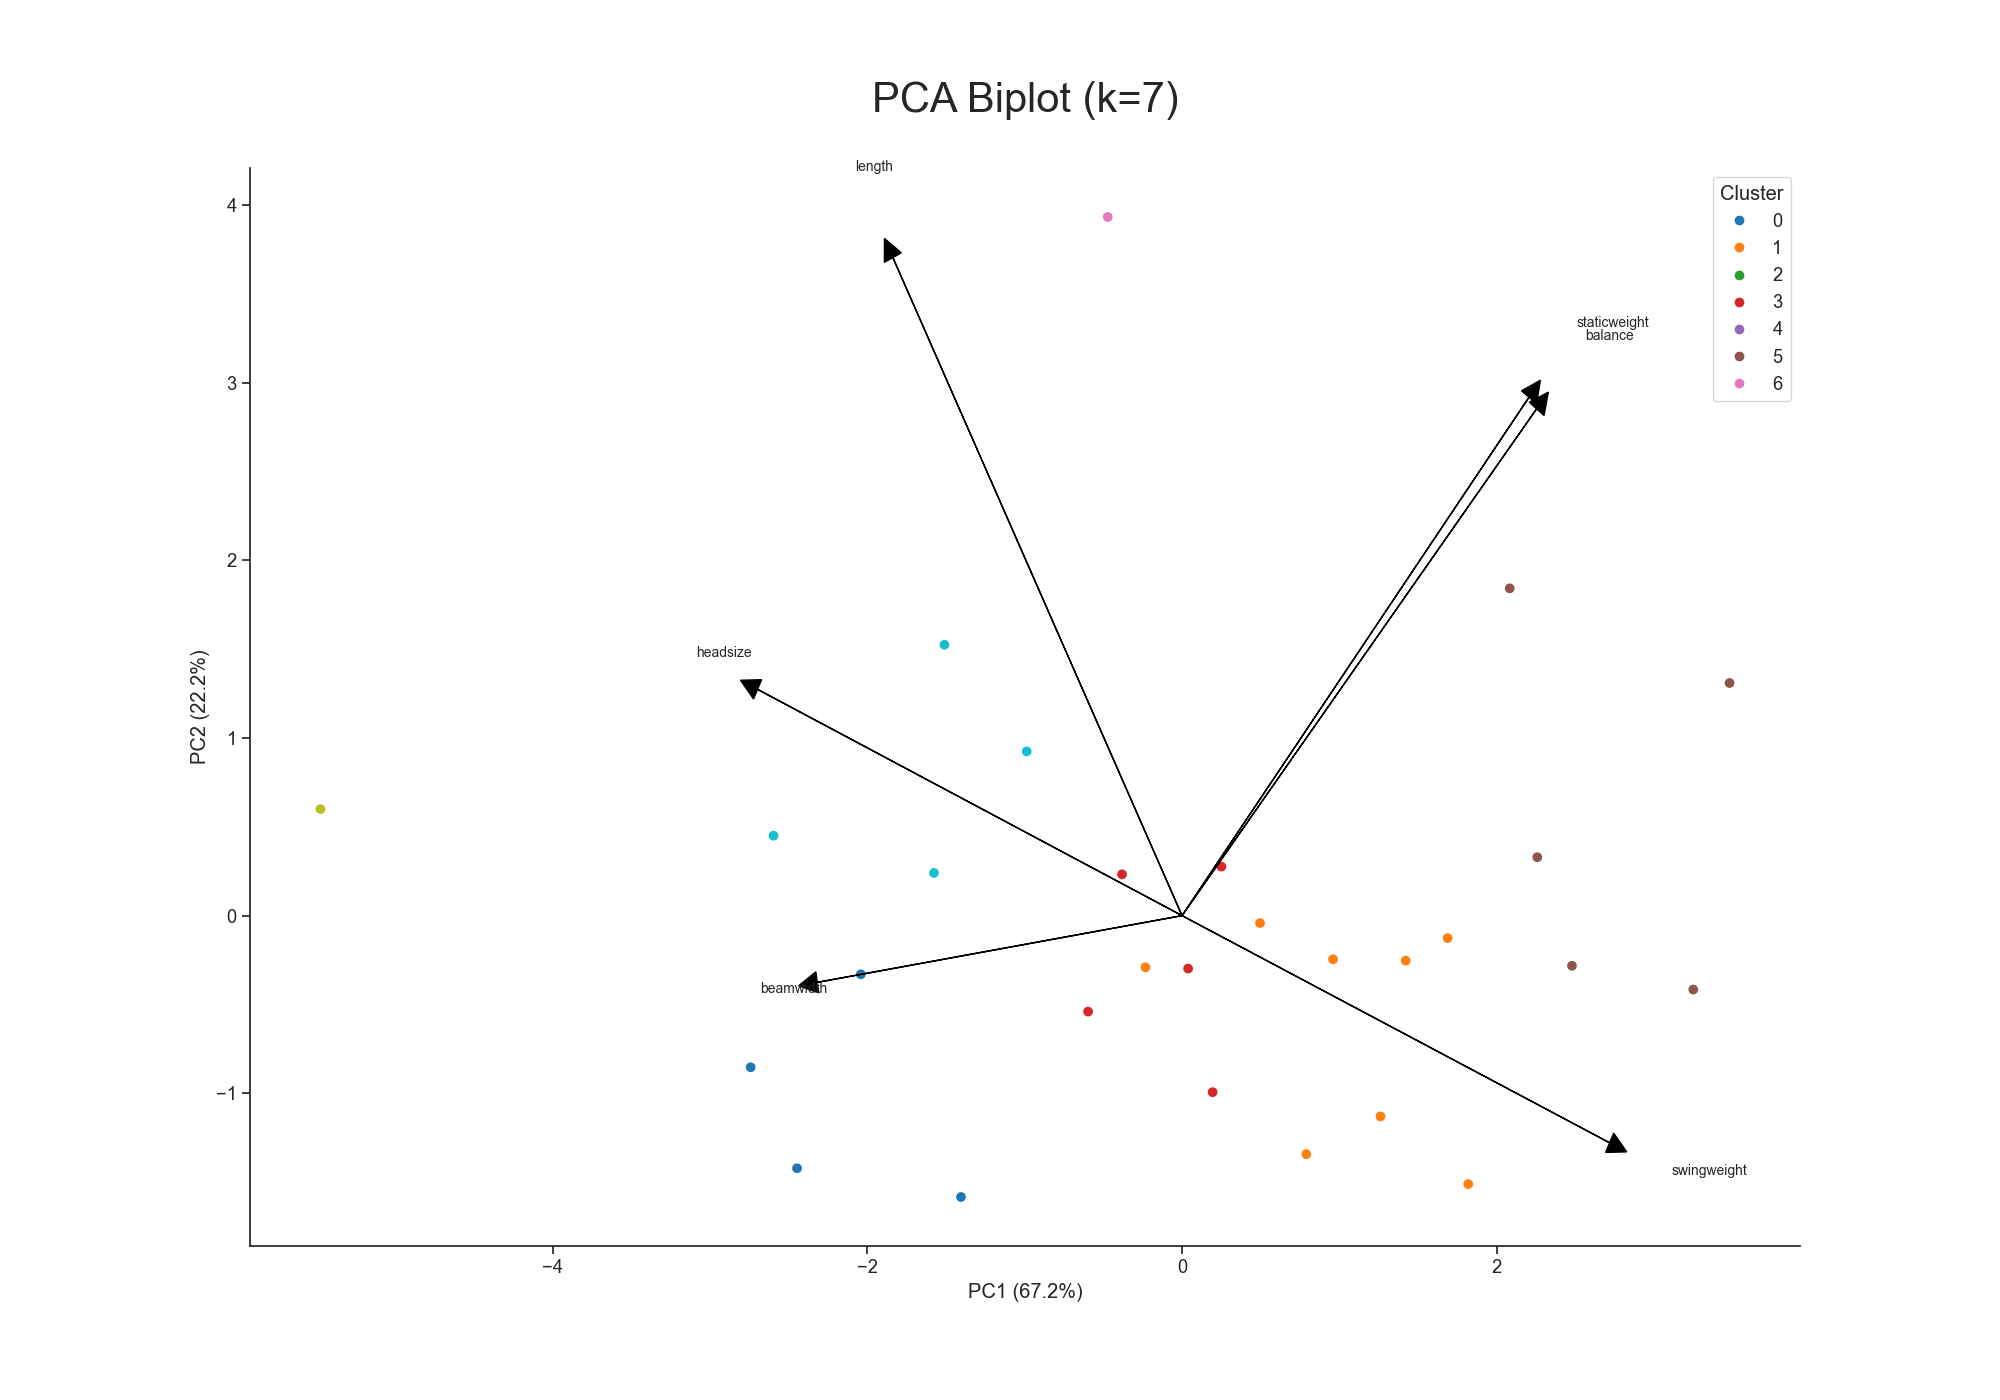 PCA Biplot (k=7)
length
Cluster
0
1
2
3
4
5
6
staticweight
balance
headsize
beamwidth
swingweight
4
3
2
1
0
−1
PC2 (22.2%)
−4
−2
0
2
PC1 (67.2%)